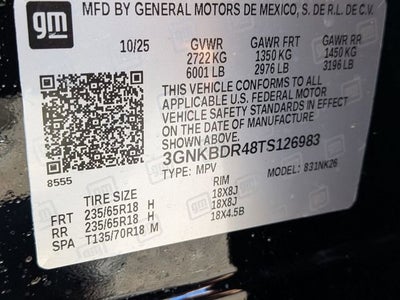 gm
MFD BY GENERAL MOTORS DE MEXICO, S. DE R.L. DE C.V.
10/25 GVWR GAWR FRT GAWR RR
2722 KG 1350 KG 1450 KG
6001 LB 2976 LB 3196 LB
THIS VEHICLE CONFORMS TO ALL
APPLICABLE U.S. FEDERAL MOTOR
VEHICLE SAFETY STANDARDS IN
EFFECT ON THE DATE OF
MANUFACTURE SHOWN ABOVE.
3GNKBDR48TS126983
TYPE: MPV MODEL: 831NK26
8555
TIRE SIZE RIM
FRT 235/65R18 H 18X8J
RR 235/65R18 H 18X8J
SPA T135/70R18 M 18X4.5B